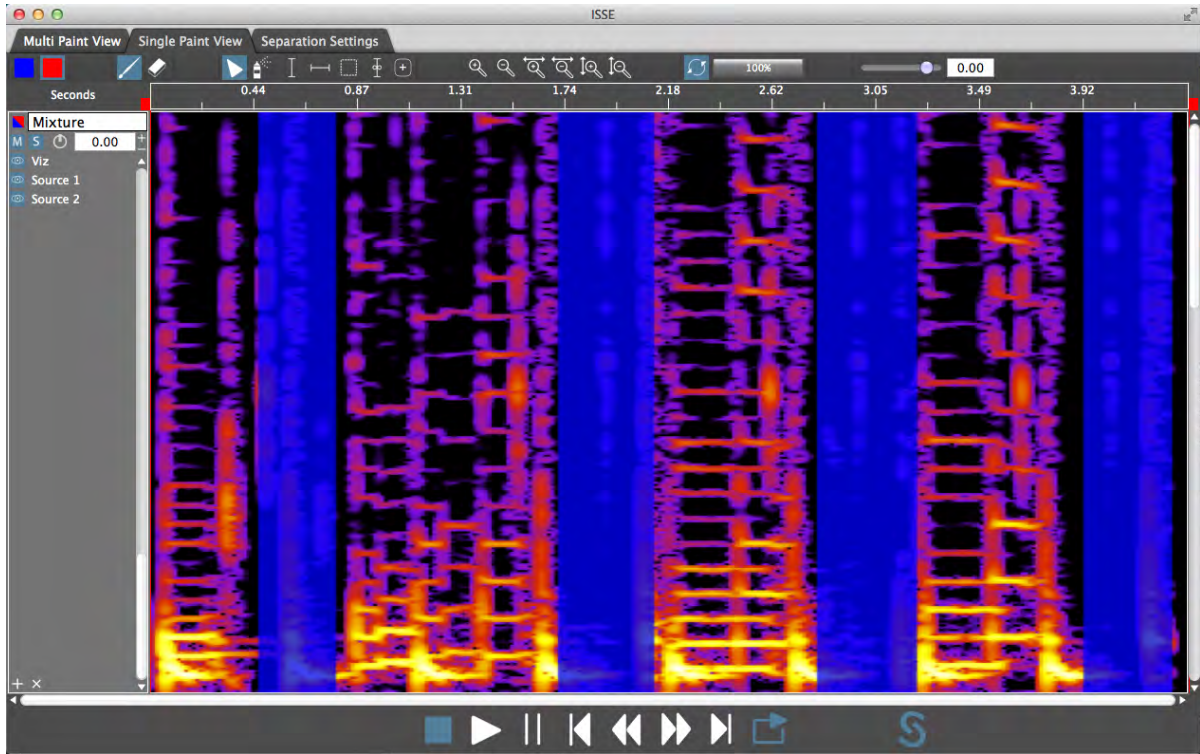 ISSE
Multi Paint View Single Paint View Separation Settings
100% 0.00
Seconds 0.44 0.87 1.31 1.74 2.18 2.62 3.05 3.49 3.92
Mixture
M S 0.00 + −
Viz
Source 1
Source 2
+ ×